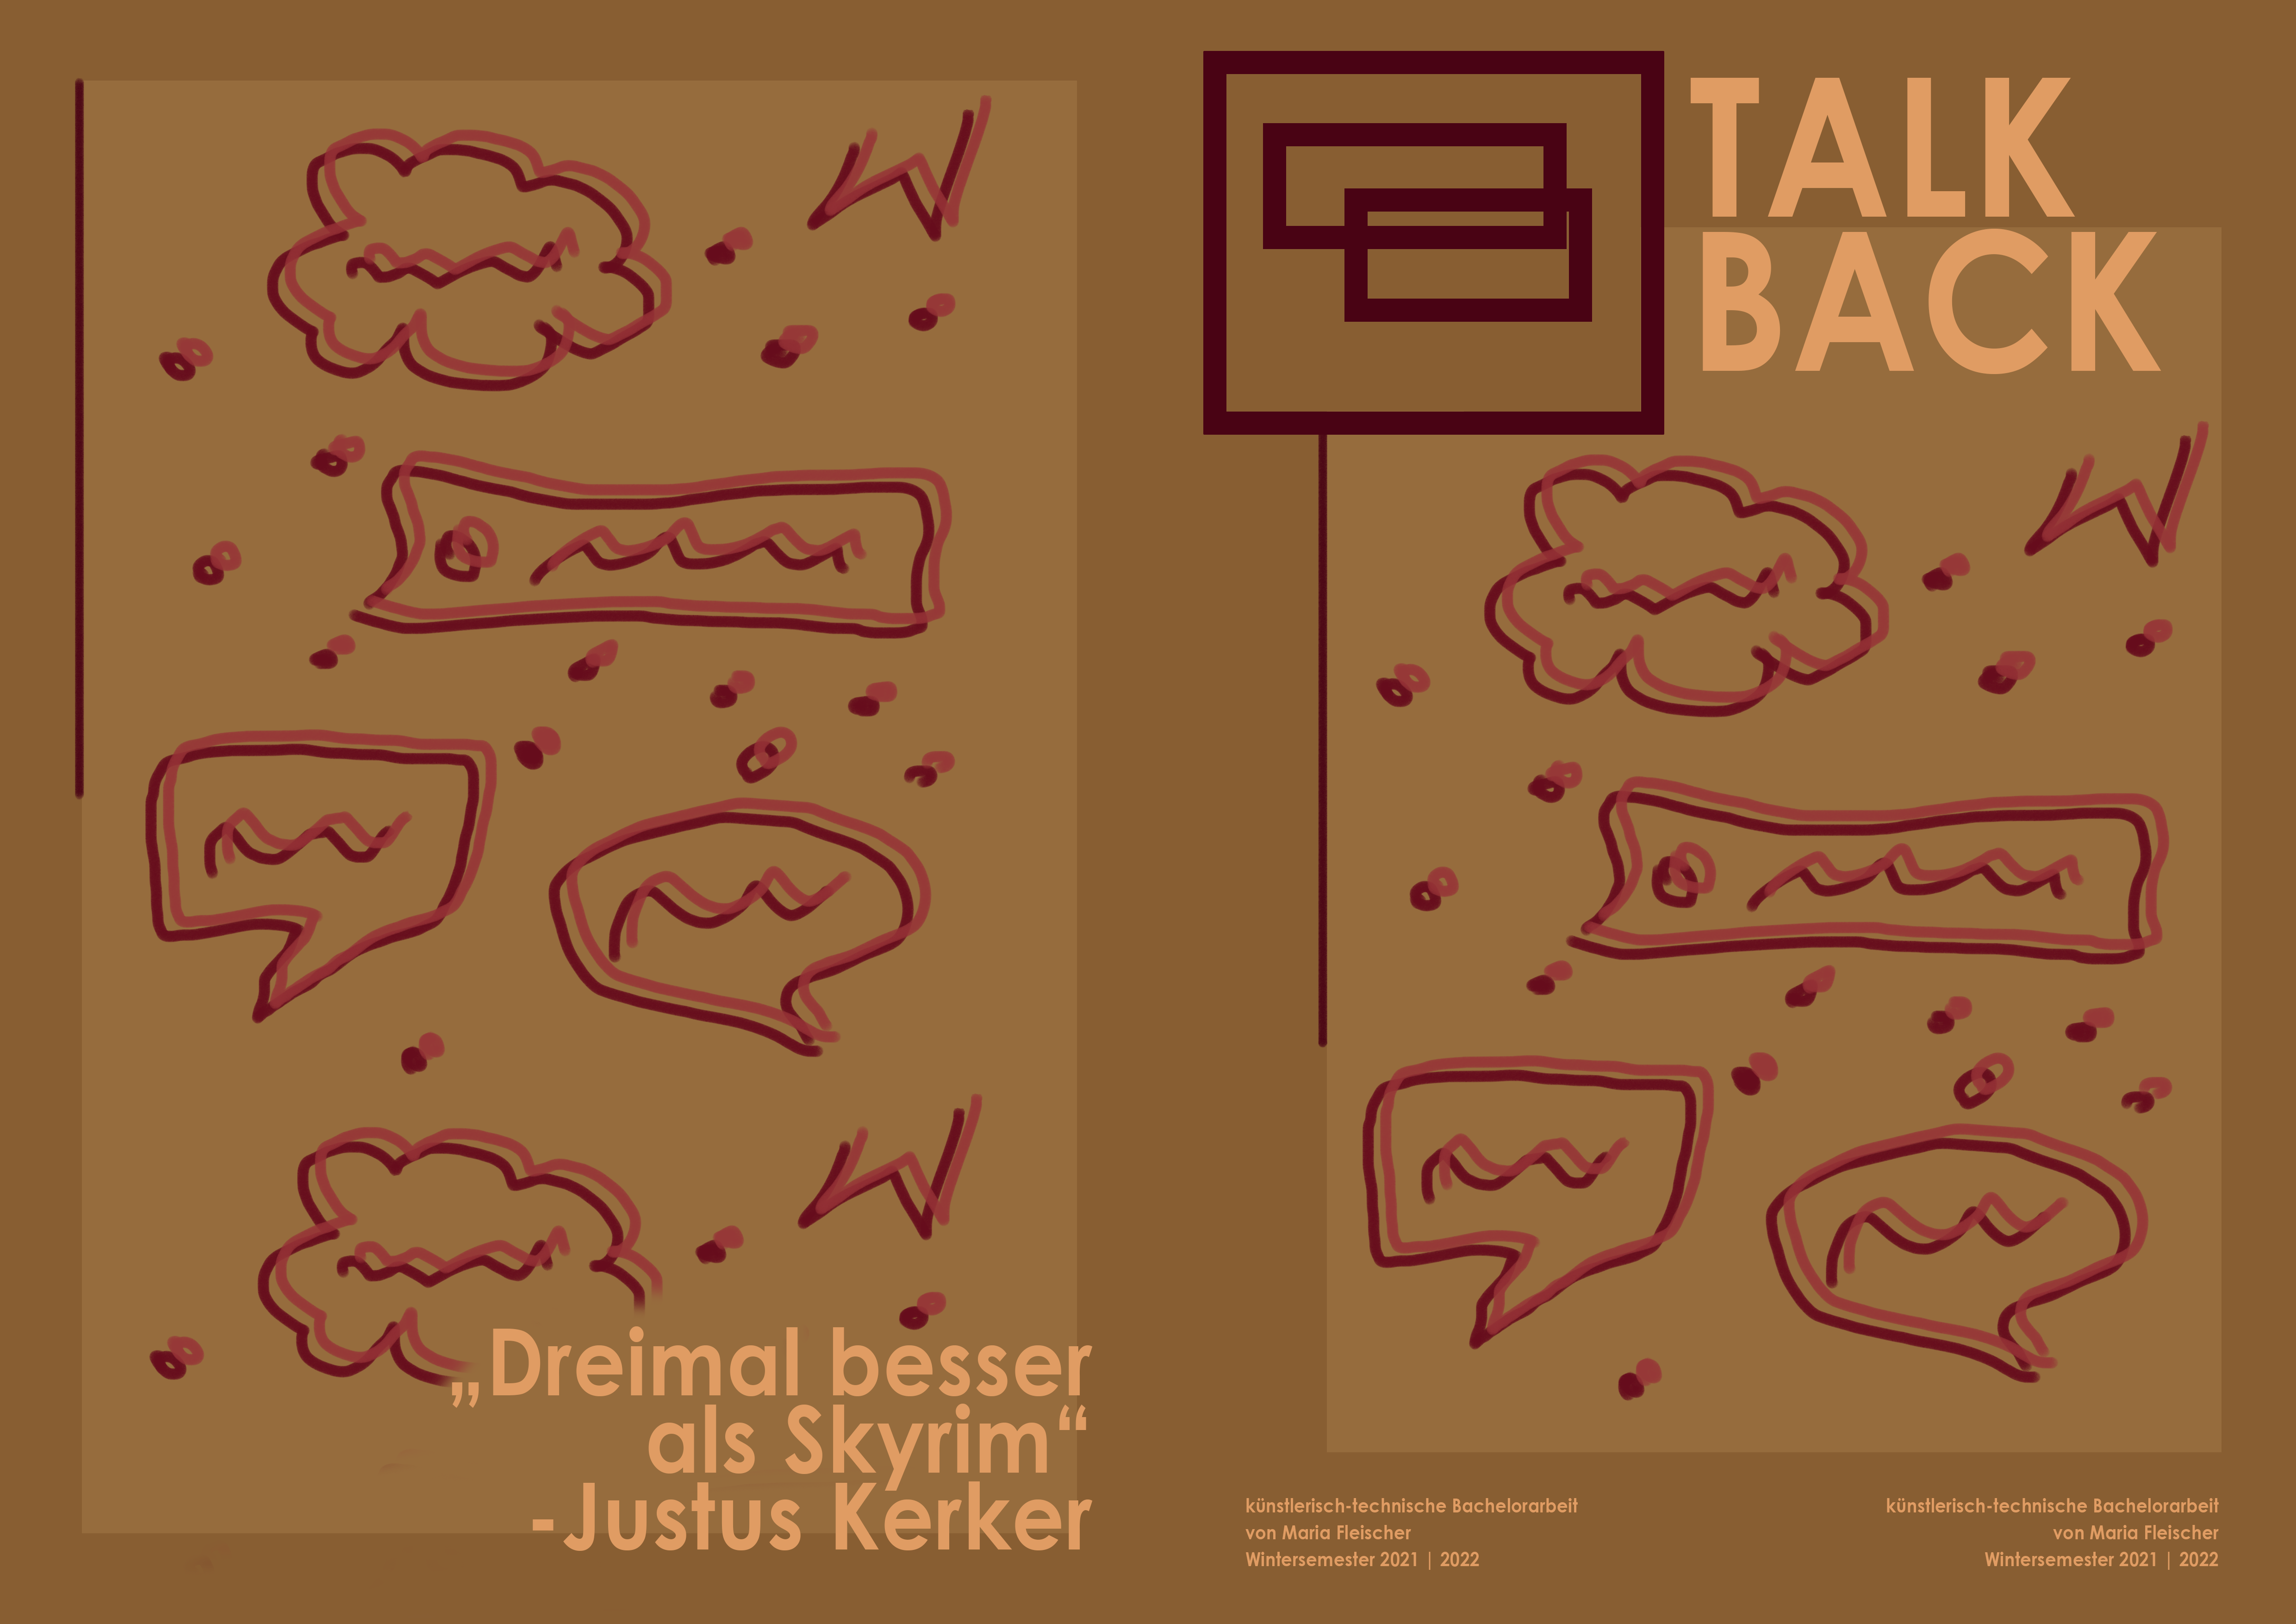 „Dreimal besser
als Skyrim“
-Justus Kerker
TALK
BACK
künstlerisch-technische Bachelorarbeit
von Maria Fleischer
Wintersemester 2021 | 2022
künstlerisch-technische Bachelorarbeit
von Maria Fleischer
Wintersemester 2021 | 2022